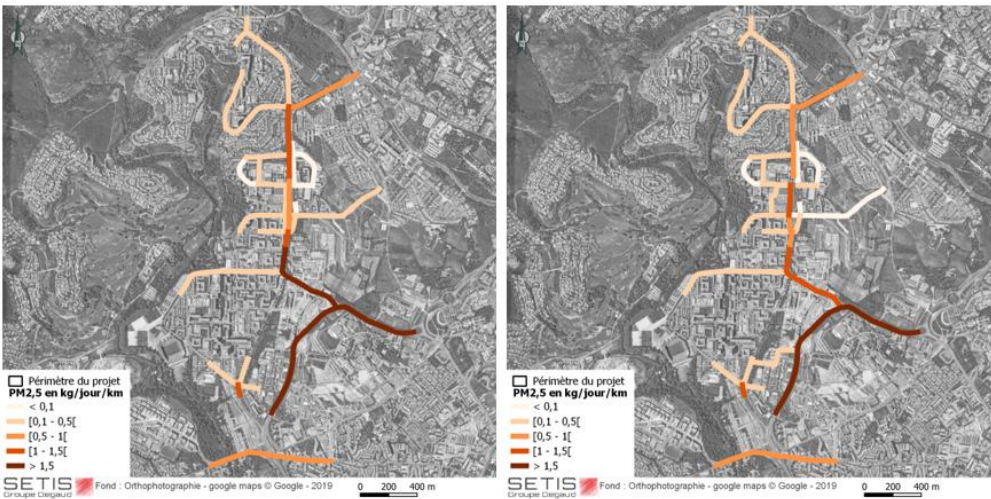 Périmètre du projet
PM2,5 en kg/jour/km
< 0,1
[0,1 - 0,5[
[0,5 - 1[
[1 - 1,5[
> 1,5
SETIS
Groupe Degaud
Fond : Orthophotographie - google maps © Google - 2019
0 200 400 m
Périmètre du projet
PM2,5 en kg/jour/km
< 0,1
[0,1 - 0,5[
[0,5 - 1[
[1 - 1,5[
> 1,5
SETIS
Groupe Degaud
Fond : Orthophotographie - google maps © Google - 2019
0 200 400 m